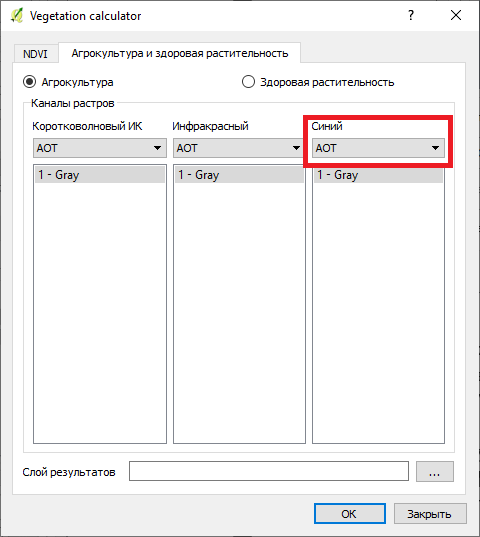 Vegetation calculator
NDVI Агрокультура и здоровая растительность
Агрокультура Здоровая растительность
Каналы растров
Коротковолновый ИК Инфракрасный Синий
AOT AOT AOT
1 - Gray 1 - Gray 1 - Gray
Слой результатов ...
ОК Закрыть